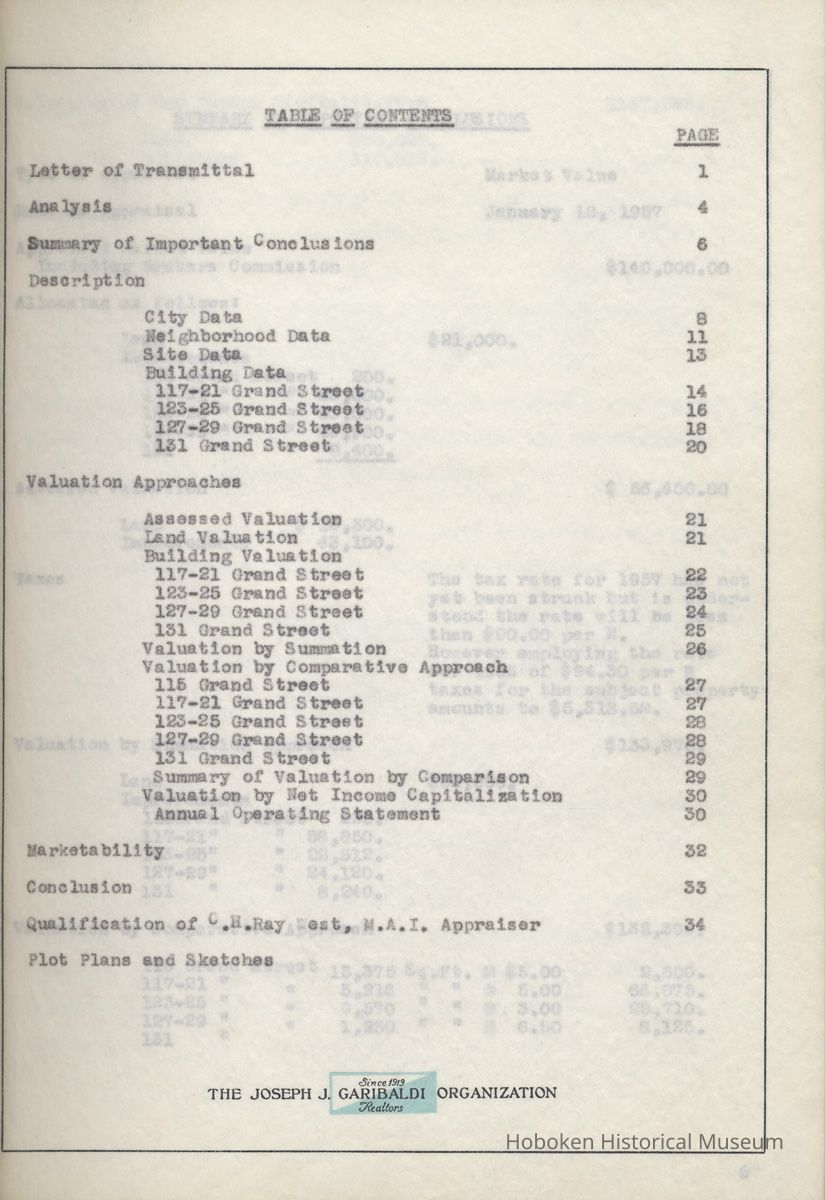 TABLE OF CONTENTS
PAGE
Letter of Transmittal 1
Analysis 4
Summary of Important Conclusions 6
Description
City Data 8
Neighborhood Data 11
Site Data 13
Building Data
117-21 Grand Street 14
123-25 Grand Street 16
127-29 Grand Street 18
131 Grand Street 20
Valuation Approaches
Assessed Valuation 21
Land Valuation 21
Building Valuation
117-21 Grand Street 22
123-25 Grand Street 23
127-29 Grand Street 24
131 Grand Street 25
Valuation by Summation 26
Valuation by Comparative Approach
115 Grand Street 27
117-21 Grand Street 27
123-25 Grand Street 28
127-29 Grand Street 28
131 Grand Street 29
Summary of Valuation by Comparison 29
Valuation by Net Income Capitalization 30
Annual Operating Statement 30
Marketability 32
Conclusion 33
Qualification of C.H.Ray West, M.A.I. Appraiser 34
Plot Plans and Sketches
Since 1919
THE JOSEPH J. GARIBALDI ORGANIZATION
Realtors
Hoboken Historical Museum